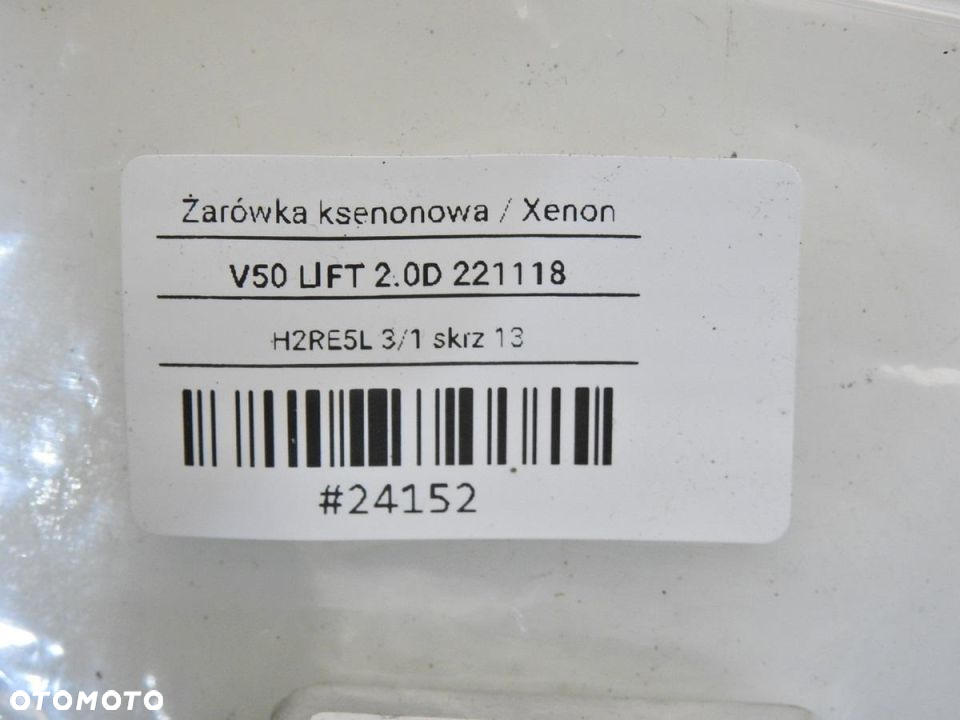 Żarówka ksenonowa / Xenon
V50 LIFT 2.0D 221118
H2RE5L 3/1 skrz 13
#24152
OTOMOTO